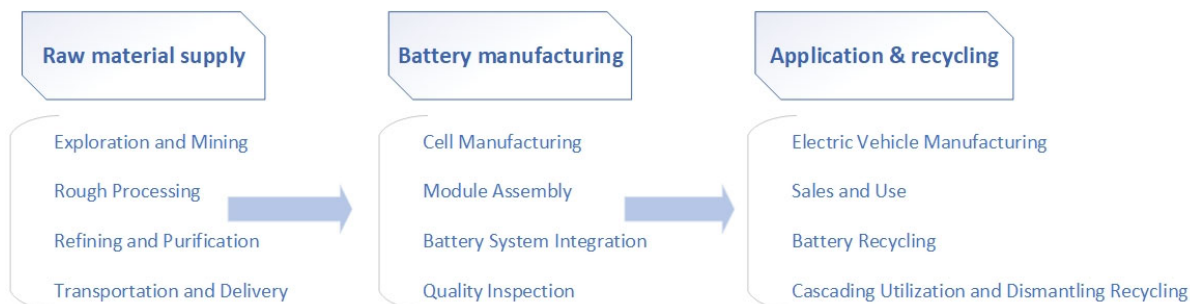 Raw material supply
Exploration and Mining
Rough Processing
Refining and Purification
Transportation and Delivery
Battery manufacturing
Cell Manufacturing
Module Assembly
Battery System Integration
Quality Inspection
Application & recycling
Electric Vehicle Manufacturing
Sales and Use
Battery Recycling
Cascading Utilization and Dismantling Recycling